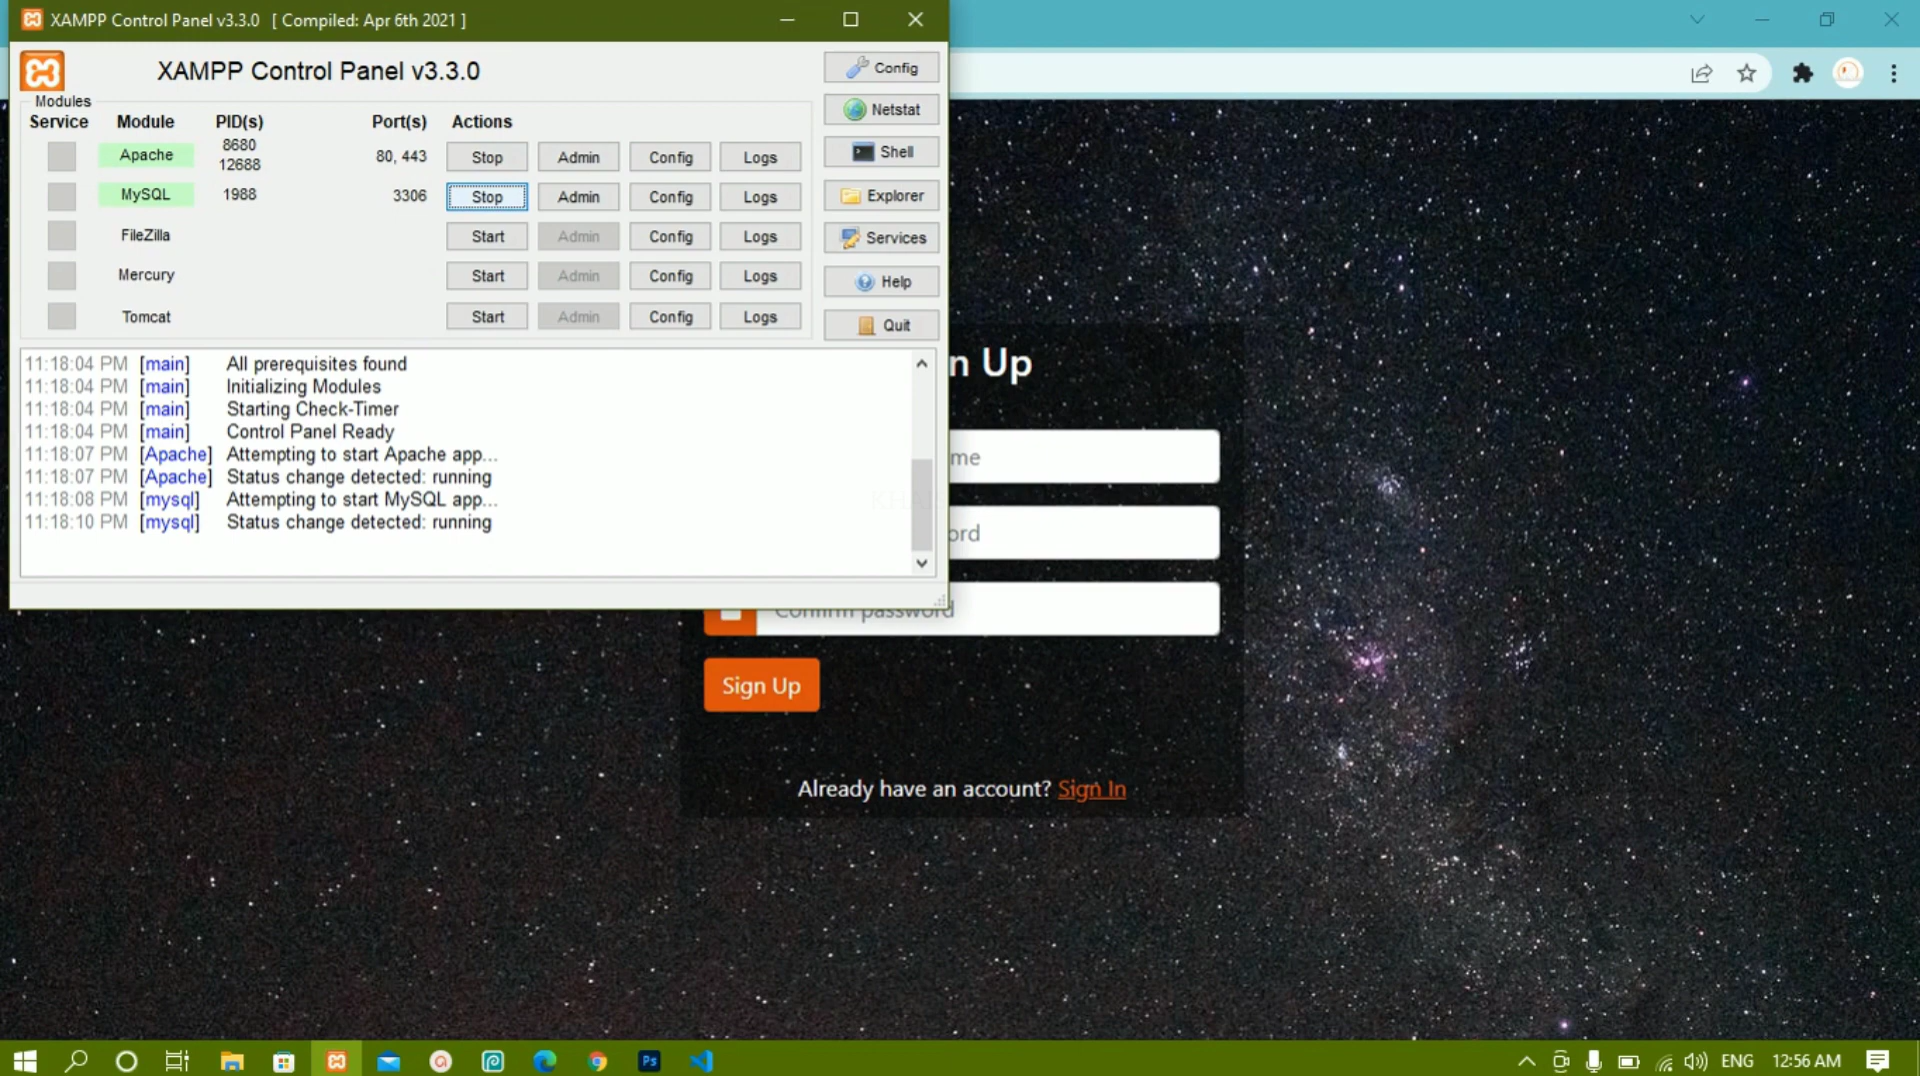 XAMPP Control Panel v3.3.0 [ Compiled: Apr 6th 2021 ]
XAMPP Control Panel v3.3.0
Config
Modules
Service Module PID(s) Port(s) Actions
Netstat
Apache 8680 12688 80, 443 Stop Admin Config Logs
Shell
MySQL 1988 3306 Stop Admin Config Logs
Explorer
FileZilla Start Admin Config Logs
Services
Mercury Start Admin Config Logs
Help
Tomcat Start Admin Config Logs
Quit
11:18:04 PM [main] All prerequisites found
11:18:04 PM [main] Initializing Modules
11:18:04 PM [main] Starting Check-Timer
11:18:04 PM [main] Control Panel Ready
11:18:07 PM [Apache] Attempting to start Apache app...
11:18:07 PM [Apache] Status change detected: running
11:18:08 PM [mysql] Attempting to start MySQL app...
11:18:10 PM [mysql] Status change detected: running
n Up
me
ord
Confirm password
Sign Up
Already have an account? Sign In
Ps
ENG 12:56 AM